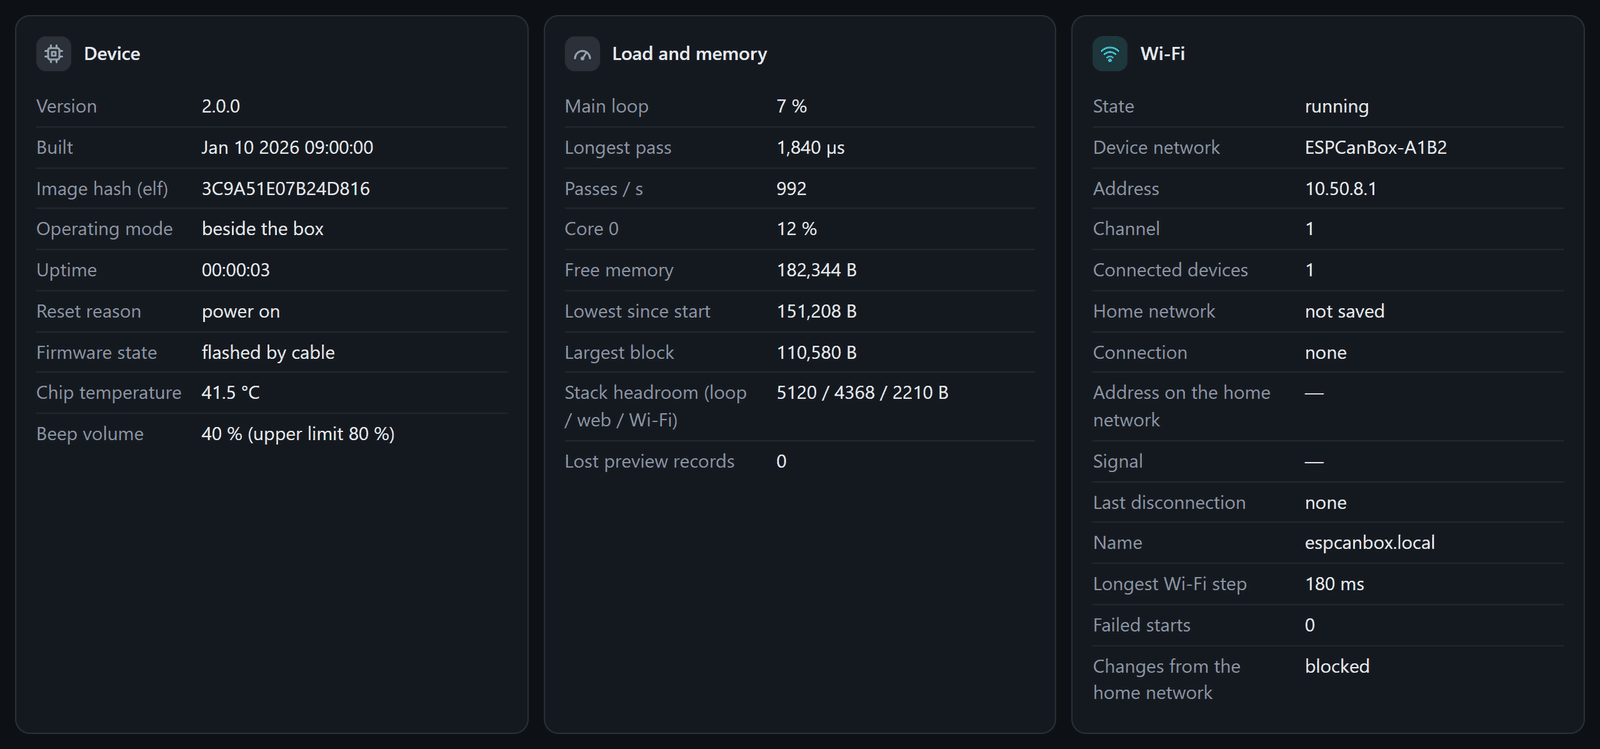 Device
Version 2.0.0
Built Jan 10 2026 09:00:00
Image hash (elf) 3C9A51E07B24D816
Operating mode beside the box
Uptime 00:00:03
Reset reason power on
Firmware state flashed by cable
Chip temperature 41.5 °C
Beep volume 40 % (upper limit 80 %)
Load and memory
Main loop 7 %
Longest pass 1,840 µs
Passes / s 992
Core 0 12 %
Free memory 182,344 B
Lowest since start 151,208 B
Largest block 110,580 B
Stack headroom (loop 5120 / 4368 / 2210 B
/ web / Wi-Fi)
Lost preview records 0
Wi-Fi
State running
Device network ESPCanBox-A1B2
Address 10.50.8.1
Channel 1
Connected devices 1
Home network not saved
Connection none
Address on the home —
network
Signal —
Last disconnection none
Name espcanbox.local
Longest Wi-Fi step 180 ms
Failed starts 0
Changes from the blocked
home network